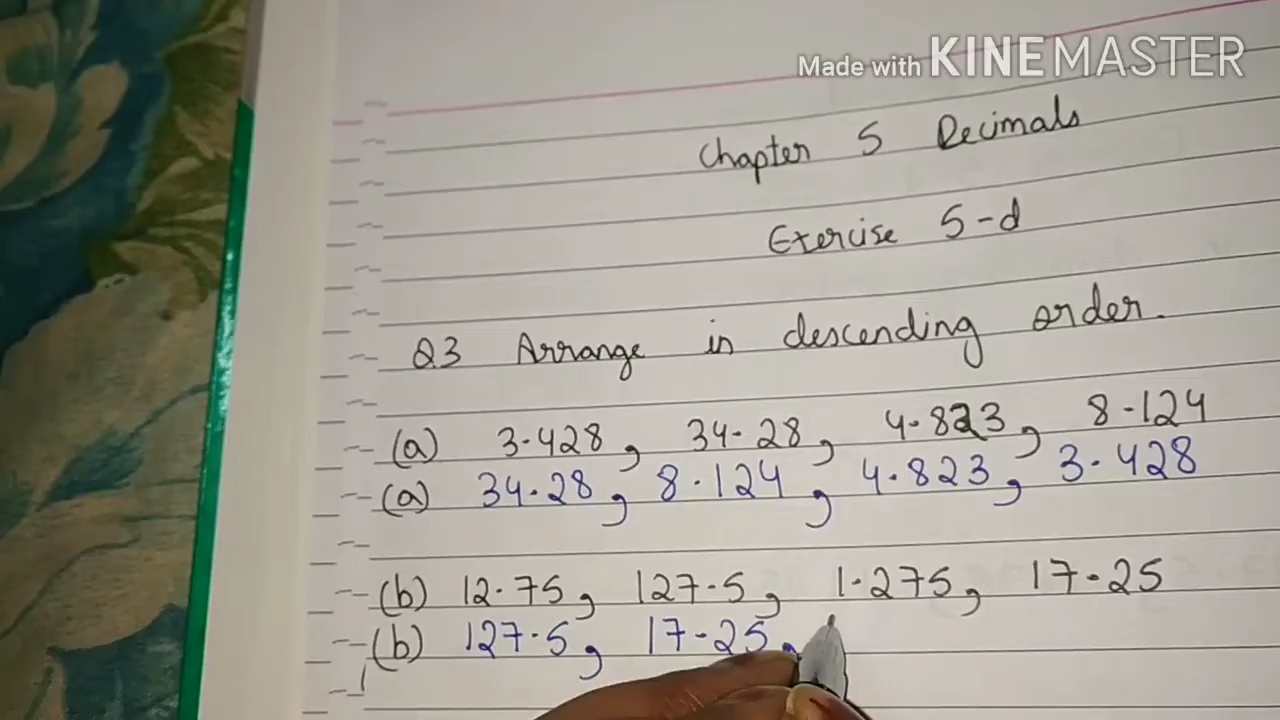 Made with KINEMASTER
Chapter 5 Decimals
Exercise 5-d
Q3 Arrange in descending order.
(a) 3.428, 34.28, 4.823, 8.124
(a) 34.28, 8.124, 4.823, 3.428
(b) 12.75, 127.5, 1.275, 17.25
(b) 127.5, 17.25,